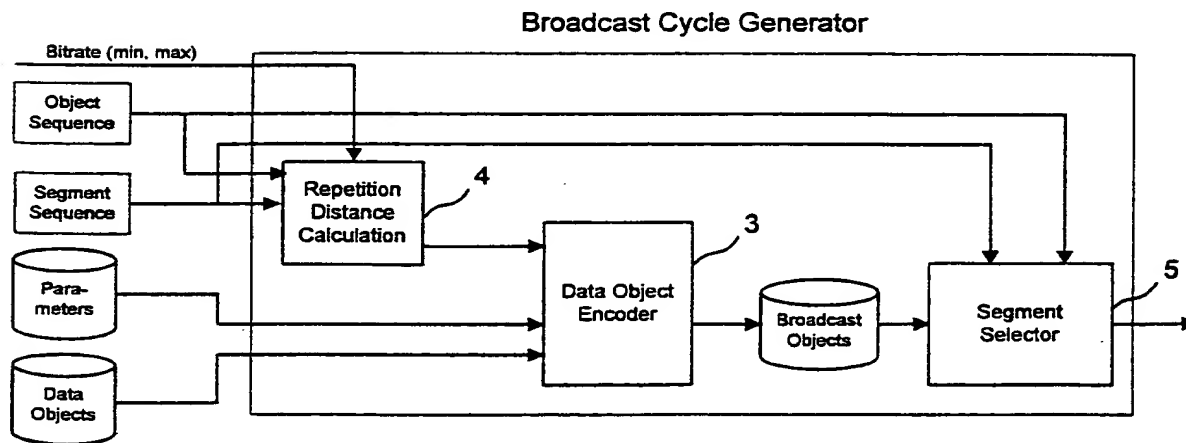 Broadcast Cycle Generator
Bitrate (min, max)
Object
Sequence
Segment
Sequence
Repetition
Distance
Calculation
4
Para-
meters
Data Object
Encoder
3
Broadcast
Objects
Segment
Selector
5
Data
Objects